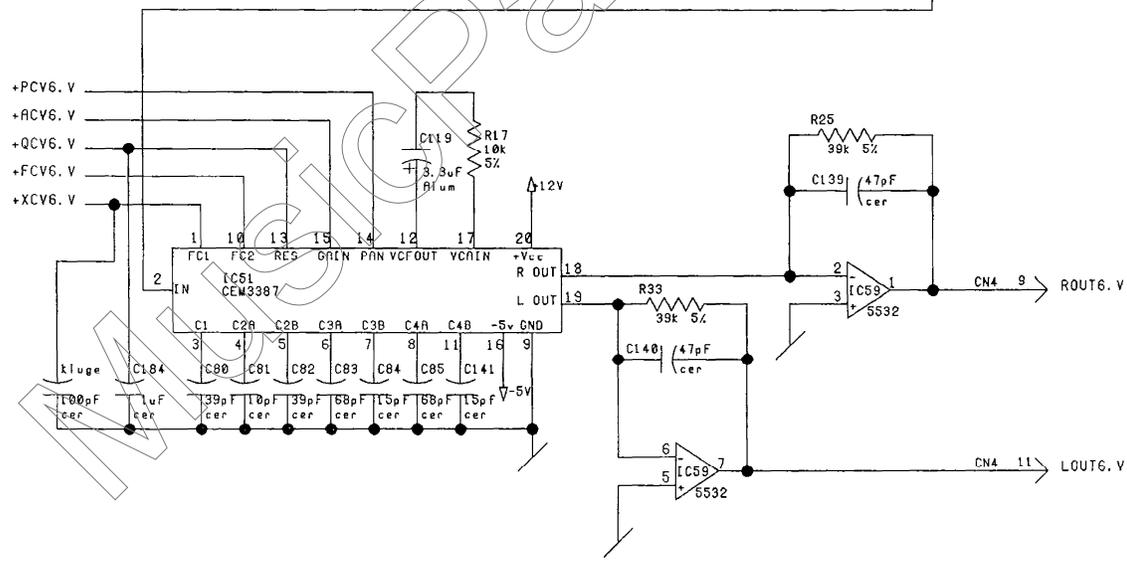 +PCV6.V
+ACV6.V
+QCV6.V
+FCV6.V
+XCV6.V
C119
3.3uF
Alum
R17
10k
5%
+12V
R25
39k 5%
C139
47pF
cer
1 10 13 15 14 12 17 20
FC1 FC2 RES GAIN PAN VCFOUT VCAIN +Vcc
2 IN
IC51
CEM3387
R OUT 18
L OUT 19
C1 C2A C2B C3A C3B C4A C4B -5v GND
3 4 5 6 7 8 11 16 9
R33
39k 5%
C140
47pF
cer
2 -
3 +
IC59
1
5532
CN4 9
ROUT6.V
kluge
100pF
cer
C184
1uF
cer
C80
39pF
cer
C81
10pF
cer
C82
39pF
cer
C83
68pF
cer
C84
15pF
cer
C85
68pF
cer
C141
15pF
cer
-5V
6 -
5 +
IC59
7
5532
CN4 11
LOUT6.V